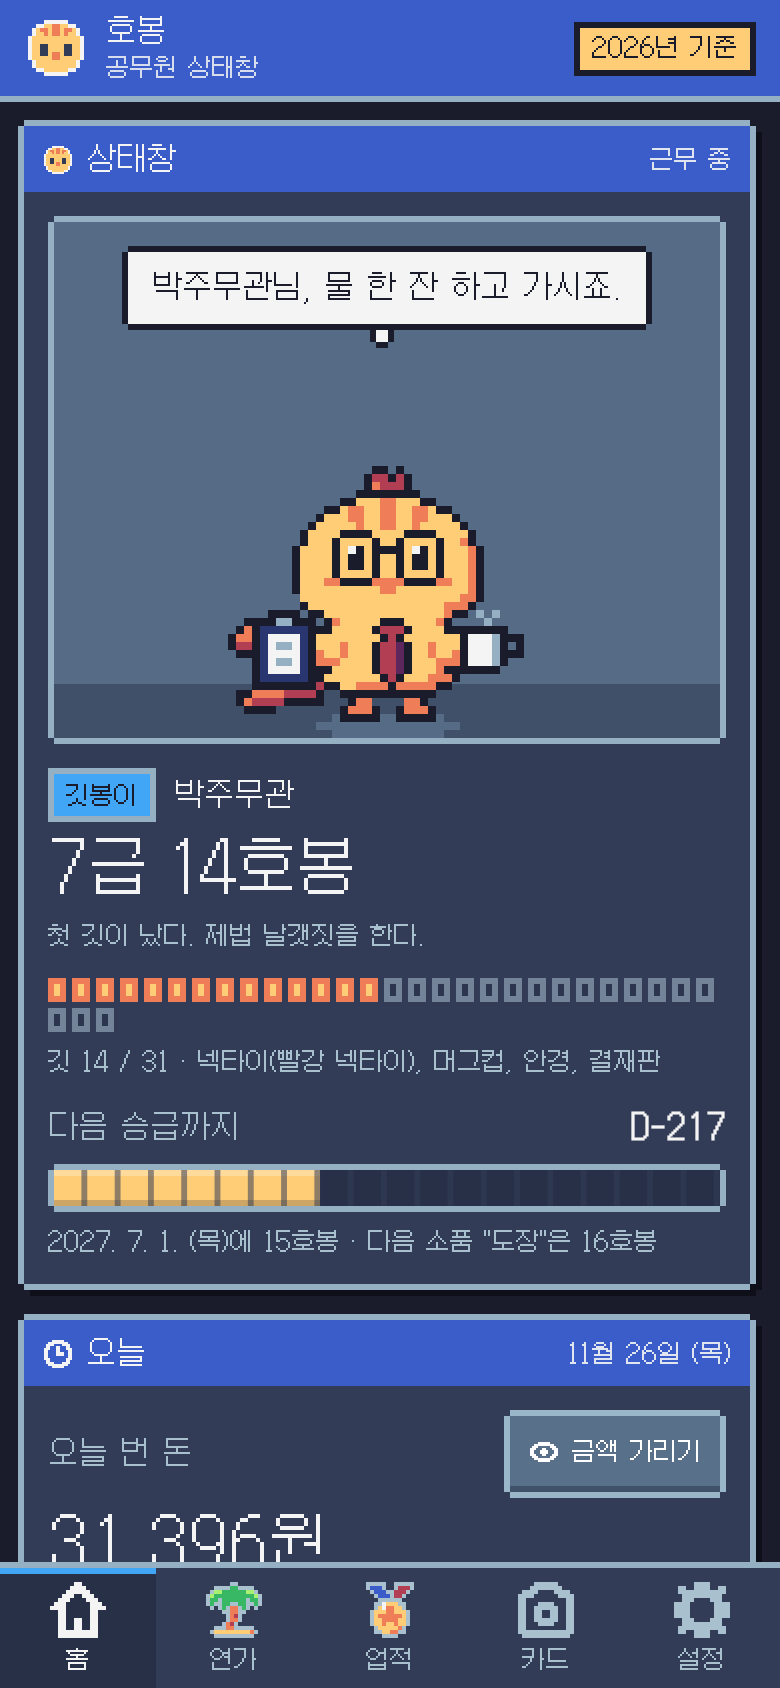 호봉
공무원 상태창
2026년 기준
상태창
근무 중
박주무관님, 물 한 잔 하고 가시죠.
깃봉이
박주무관
7급 14호봉
첫 깃이 났다. 제법 날갯짓을 한다.
깃 14 / 31 · 넥타이(빨강 넥타이), 머그컵, 안경, 결재판
다음 승급까지
D-217
2027. 7. 1. (목)에 15호봉 · 다음 소품 "도장"은 16호봉
오늘
11월 26일 (목)
오늘 번 돈
금액 가리기
31,396원
홈
연가
업적
카드
설정